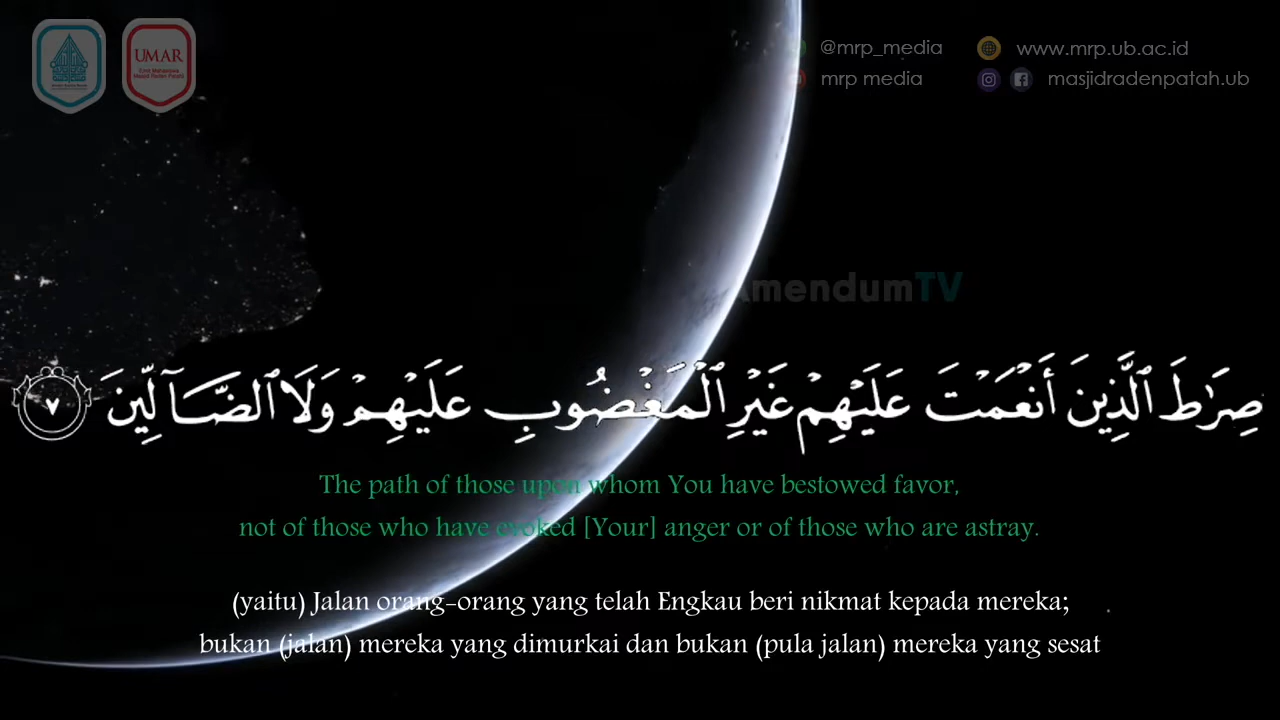 UMAR
@mrp_media
www.mrp.ub.ac.id
mrp media
masjidradenpatah.ub
AmendumTV
صِرَٰطَ ٱلَّذِينَ أَنْعَمْتَ عَلَيْهِمْ غَيْرِ ٱلْمَغْضُوبِ عَلَيْهِمْ وَلَا ٱلضَّآلِّينَ ٧
The path of those upon whom You have bestowed favor,
not of those who have evoked [Your] anger or of those who are astray.
(yaitu) Jalan orang-orang yang telah Engkau beri nikmat kepada mereka;
bukan (jalan) mereka yang dimurkai dan bukan (pula jalan) mereka yang sesat